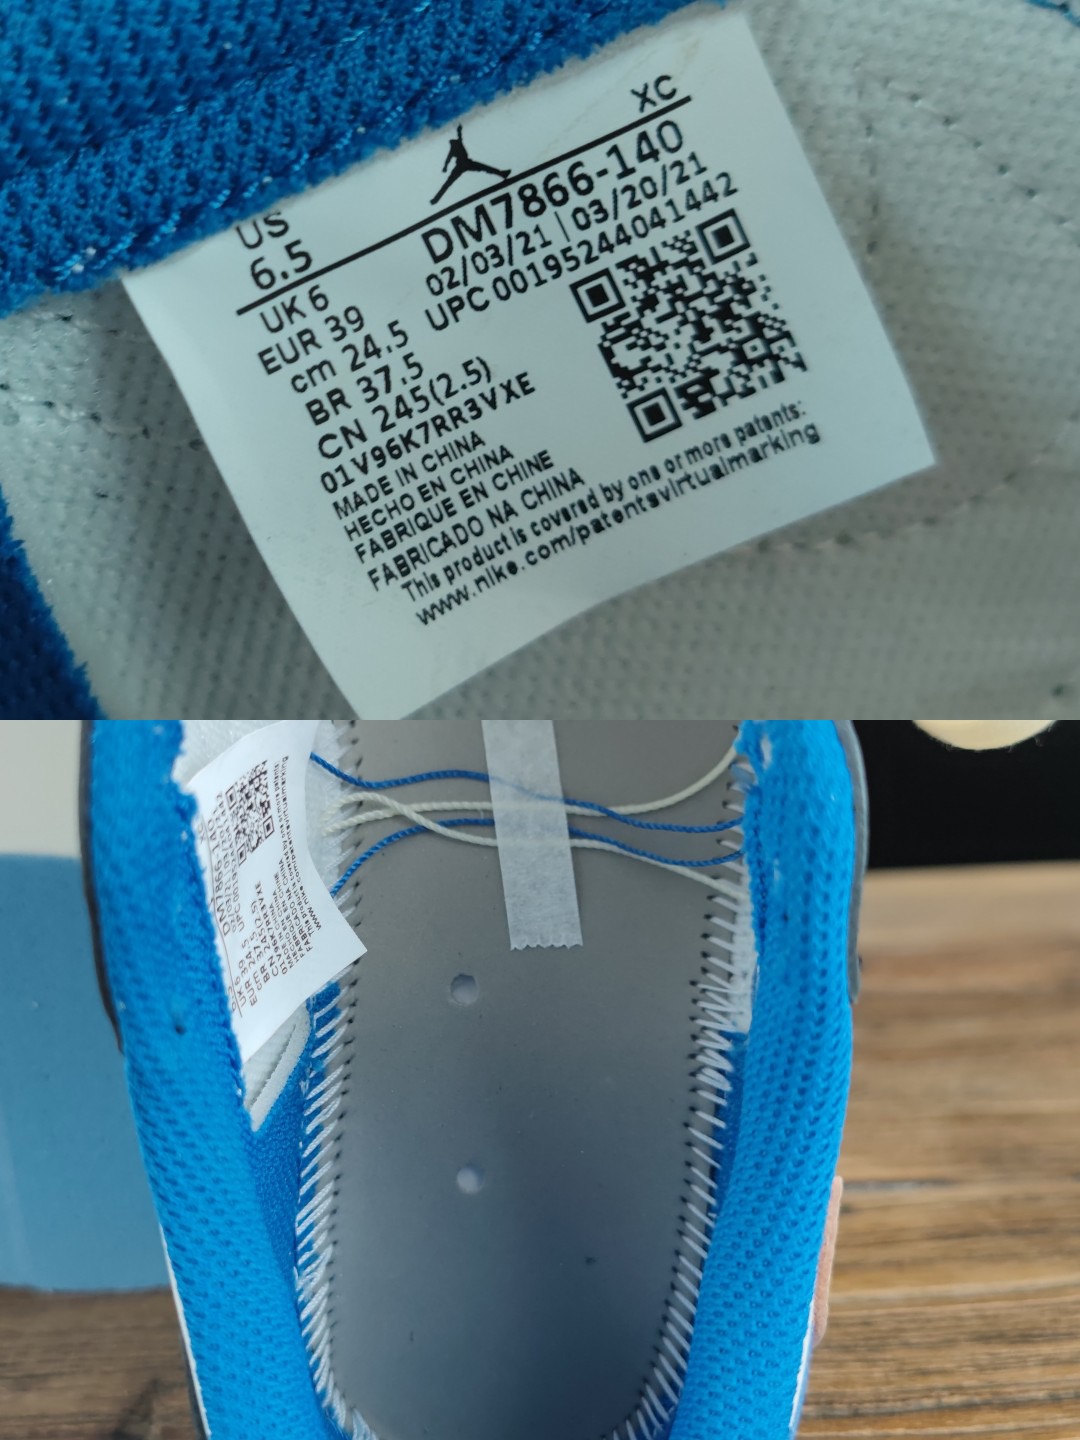 XC
US
6.5
DM7866-140
02/03/21 | 03/20/21
UPC 00195244041442
UK 6
EUR 39
cm 24.5
BR 37.5
CN 245(2.5)
01V96K7RR3VXE
MADE IN CHINA
HECHO EN CHINA
FABRIQUE EN CHINE
FABRICADO NA CHINA
This product is covered by one or more patents:
www.nike.com/patentsvirtualmarking